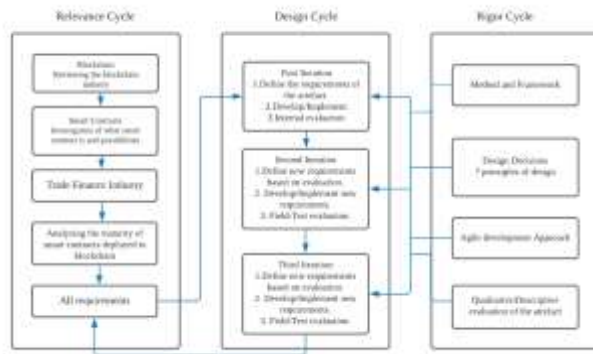 Relevance Cycle
Blockchain
Reviewing the blockchain
industry
Smart Contracts
Investigation of what smart
contract is and possibilities
Trade Finance Industry
Analysing the maturity of
smart contracts deployed in
blockchain
All requirements
Design Cycle
First Iteration
1.Define the requirements of
the artefact
2.Develop/Implement
3.Internal evaluation
Second Iteration
1.Define new requirements
based on evaluation.
2. Develop/Implement new
requirements.
3. Field/Test evaluation.
Third Iteration
1.Define new requirements
based on evaluation
2. Develop/Implement new
requirements.
3. Field/Test evaluation.
Rigor Cycle
Method and Framework
Design Decisions
7 principles of design
Agile development Approach
Qualitative/Descriptive
evaluation of the artefact